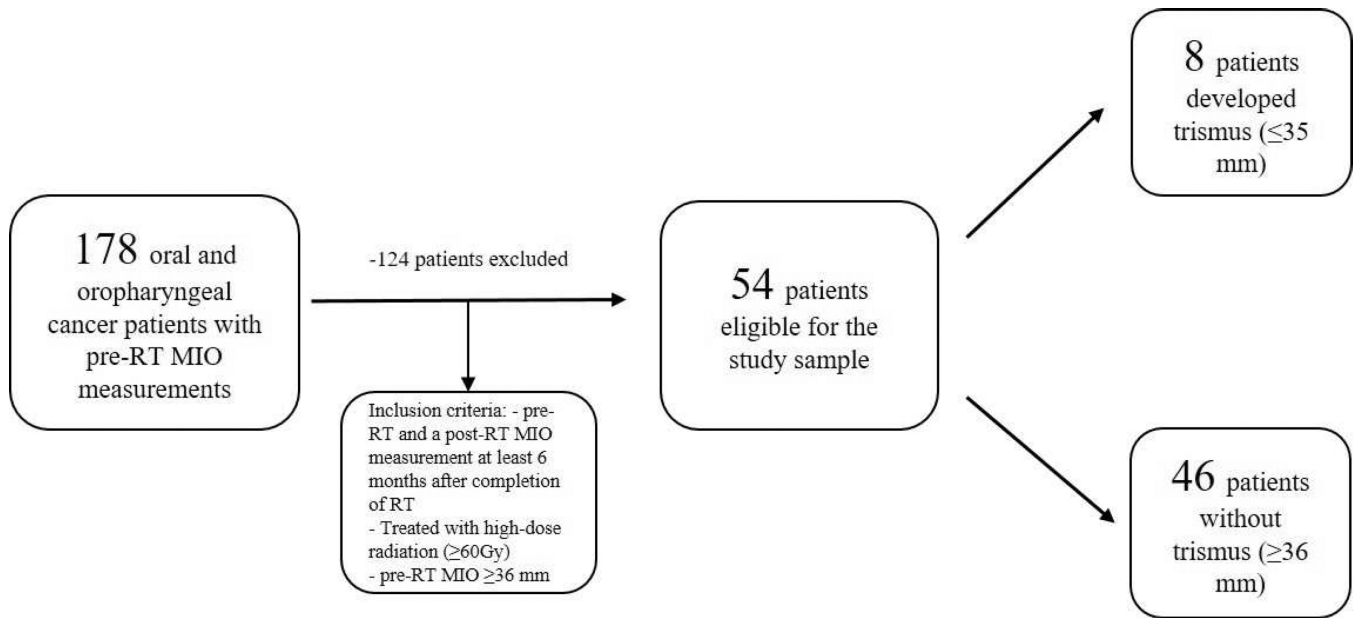 178 oral and
oropharyngeal
cancer patients with
pre-RT MIO
measurements
-124 patients excluded
Inclusion criteria: - pre-
RT and a post-RT MIO
measurement at least 6
months after completion
of RT
- Treated with high-dose
radiation (≥60Gy)
- pre-RT MIO ≥36 mm
54 patients
eligible for the
study sample
8 patients
developed
trismus (≤35
mm)
46 patients
without
trismus (≥36
mm)